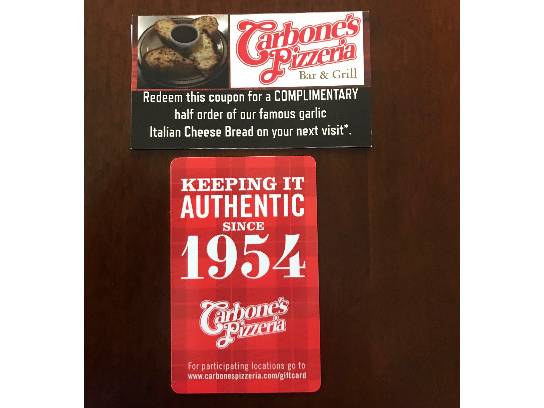 Carbone's
Pizzeria
Bar & Grill
Redeem this coupon for a COMPLIMENTARY
half order of our famous garlic
Italian Cheese Bread on your next visit*.
KEEPING IT
AUTHENTIC
SINCE
1954
Carbone's
Pizzeria
For participating locations go to
www.carbonespizzeria.com/giftcard